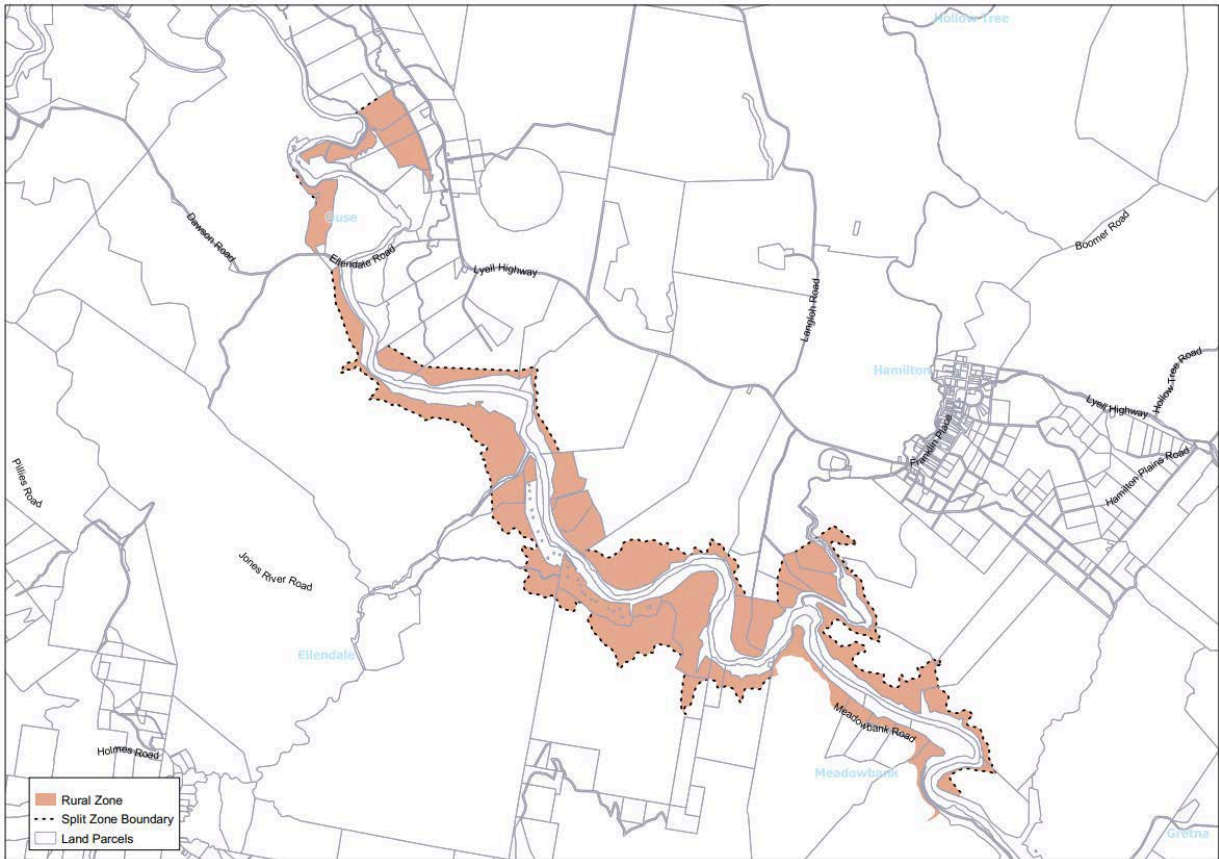 Hollow Tree
Dawson Road
Ouse
Ellendale Road
Lyell Highway
Langloh Road
Boomer Road
Hamilton
Hollow Tree Road
Lyell Highway
Franklin Place
Hamilton Plains Road
Pillies Road
Jones River Road
Ellendale
Meadowbank Road
Holmes Road
Meadowbank
Gretna
Rural Zone
Split Zone Boundary
Land Parcels